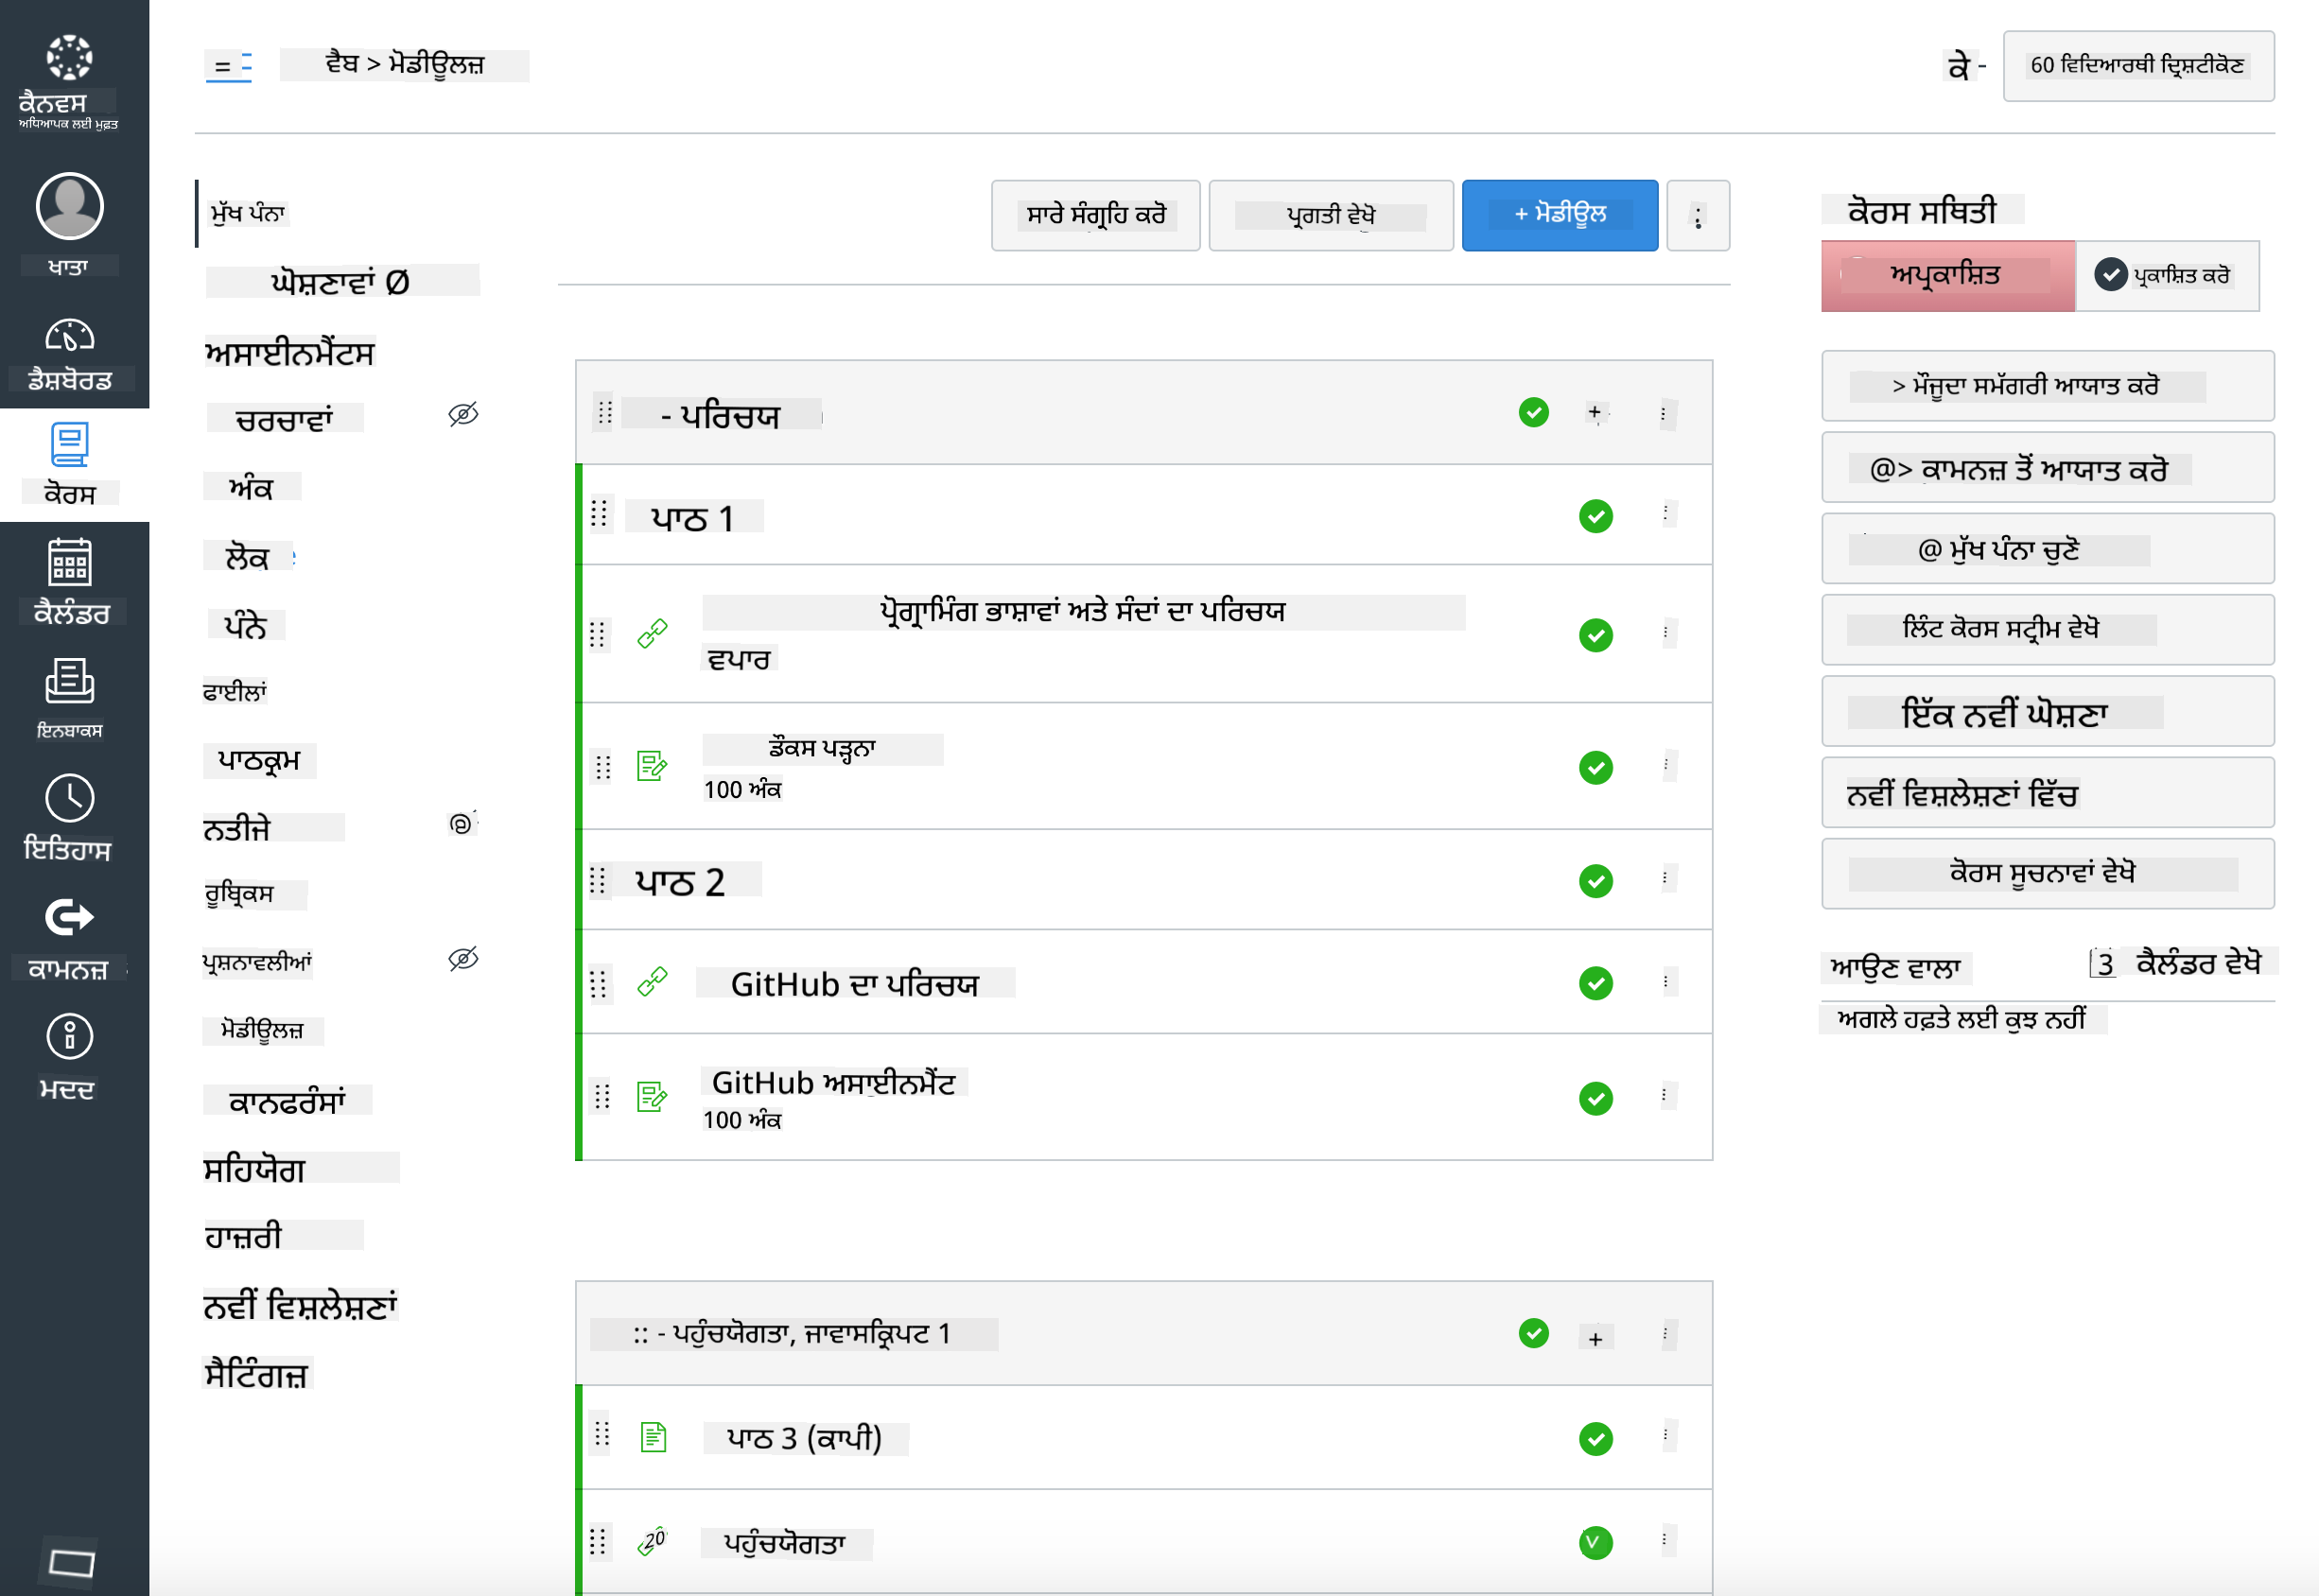 ਕੈਨਵਸ
ਅਧਿਆਪਕ ਲਈ ਮੁਫ਼ਤ
ਖਾਤਾ
ਡੈਸ਼ਬੋਰਡ
ਕੋਰਸ
ਕੈਲੰਡਰ
ਇਨਬਾਕਸ
ਇਤਿਹਾਸ
ਕਾਮਨਜ਼
ਮਦਦ
ਵੈਬ > ਮੋਡੀਊਲਜ਼
ਕੇ
60 ਵਿਦਿਆਰਥੀ ਦ੍ਰਿਸ਼ਟੀਕੋਣ
ਮੁੱਖ ਪੰਨਾ
ਘੋਸ਼ਣਾਵਾਂ Ø
ਅਸਾਈਨਮੈਂਟਸ
ਚਰਚਾਵਾਂ
ਅੰਕ
ਲੋਕ
ਪੰਨੇ
ਫਾਈਲਾਂ
ਪਾਠਕ੍ਰਮ
ਨਤੀਜੇ
ਰੂਬ੍ਰਿਕਸ
ਪ੍ਰਸ਼ਨਾਵਲੀਆਂ
ਮੋਡੀਊਲਜ਼
ਕਾਨਫਰੰਸਾਂ
ਸਹਿਯੋਗ
ਹਾਜ਼ਰੀ
ਨਵੀਂ ਵਿਸ਼ਲੇਸ਼ਣਾਂ
ਸੈਟਿੰਗਜ਼
ਸਾਰੇ ਸੰਗ੍ਰਹਿ ਕਰੋ
ਪ੍ਰਗਤੀ ਵੇਖੋ
+ ਮੋਡੀਊਲ
- ਪਰਿਚਯ
ਪਾਠ 1
ਪ੍ਰੋਗ੍ਰਾਮਿੰਗ ਭਾਸ਼ਾਵਾਂ ਅਤੇ ਸੰਦਾਂ ਦਾ ਪਰਿਚਯ
ਵਪਾਰ
ਡੌਕਸ ਪੜ੍ਹਨਾ
100 ਅੰਕ
ਪਾਠ 2
GitHub ਦਾ ਪਰਿਚਯ
GitHub ਅਸਾਈਨਮੈਂਟ
100 ਅੰਕ
:: - ਪਹੁੰਚਯੋਗਤਾ, ਜਾਵਾਸਕ੍ਰਿਪਟ 1
ਪਾਠ 3 (ਕਾਪੀ)
ਪਹੁੰਚਯੋਗਤਾ
ਕੋਰਸ ਸਥਿਤੀ
ਅਪ੍ਰਕਾਸ਼ਿਤ
ਪ੍ਰਕਾਸ਼ਿਤ ਕਰੋ
> ਮੌਜੂਦਾ ਸਮੱਗਰੀ ਆਯਾਤ ਕਰੋ
@> ਕਾਮਨਜ਼ ਤੋਂ ਆਯਾਤ ਕਰੋ
@ ਮੁੱਖ ਪੰਨਾ ਚੁਣੋ
ਲਿੰਟ ਕੋਰਸ ਸਟ੍ਰੀਮ ਵੇਖੋ
ਇੱਕ ਨਵੀਂ ਘੋਸ਼ਣਾ
ਨਵੀਂ ਵਿਸ਼ਲੇਸ਼ਣਾਂ ਵਿੱਚ
ਕੋਰਸ ਸੂਚਨਾਵਾਂ ਵੇਖੋ
ਆਉਣ ਵਾਲਾ
3 ਕੈਲੰਡਰ ਵੇਖੋ
ਅਗਲੇ ਹਫ਼ਤੇ ਲਈ ਕੁਝ ਨਹੀਂ